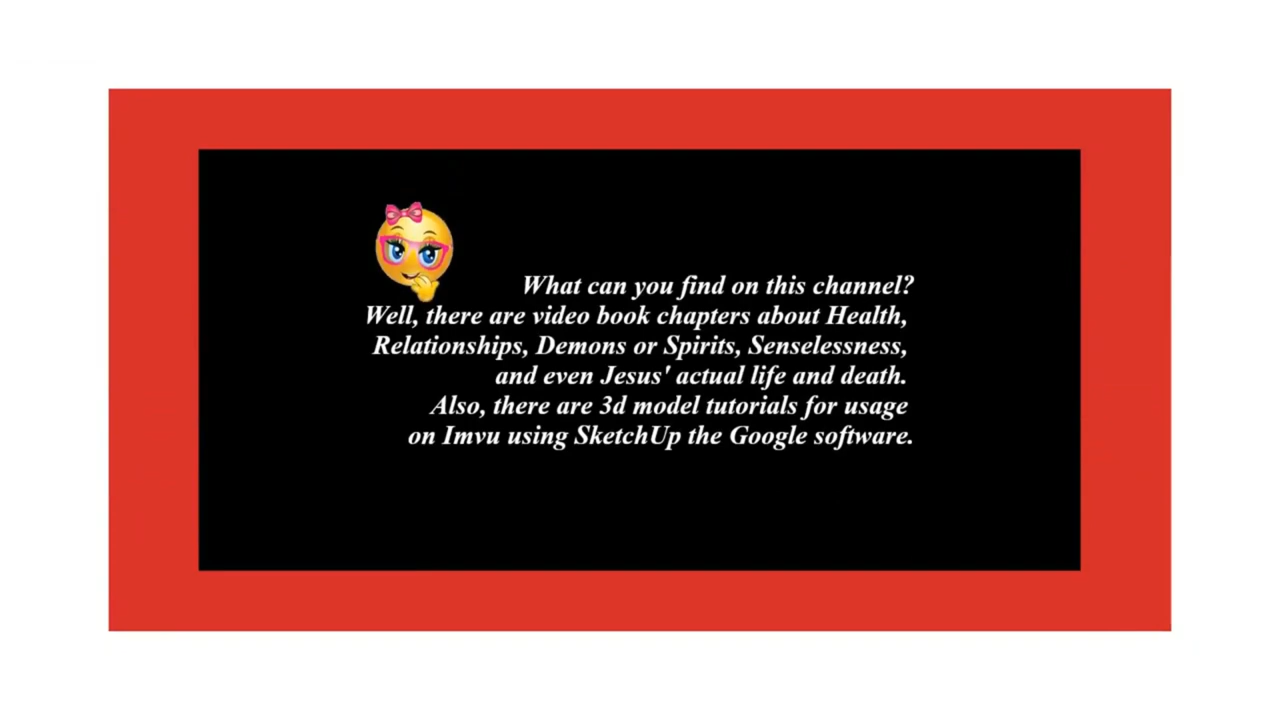 What can you find on this channel?
Well, there are video book chapters about Health,
Relationships, Demons or Spirits, Senselessness,
and even Jesus' actual life and death.
Also, there are 3d model tutorials for usage
on Imvu using SketchUp the Google software.